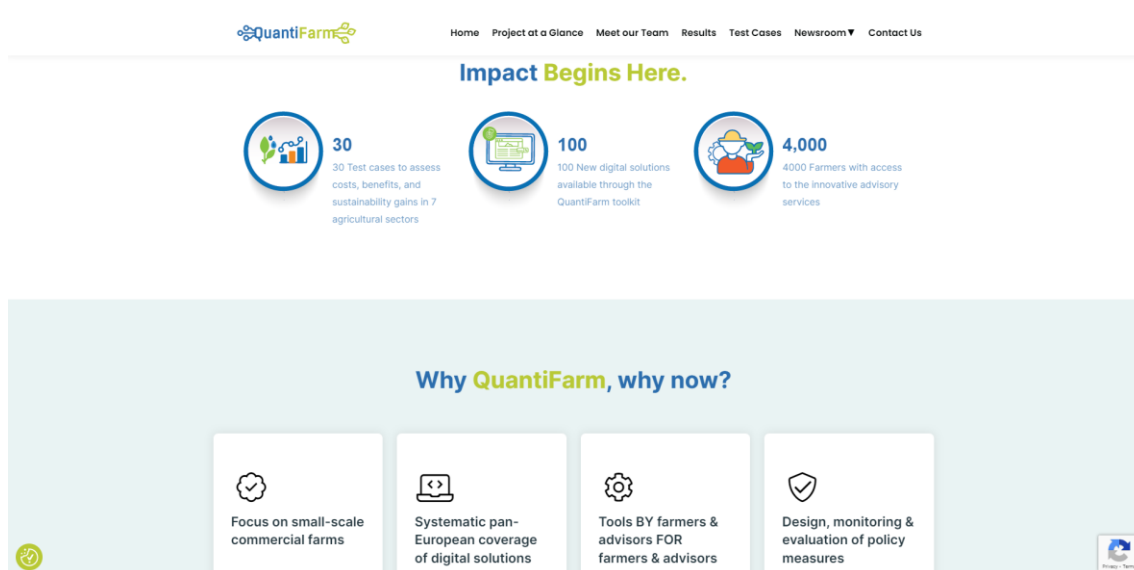 QuantiFarm
Home Project at a Glance Meet our Team Results Test Cases Newsroom▼ Contact Us
Impact Begins Here.
30
30 Test cases to assess
costs, benefits, and
sustainability gains in 7
agricultural sectors
100
100 New digital solutions
available through the
QuantiFarm toolkit
4,000
4000 Farmers with access
to the innovative advisory
services
Why QuantiFarm, why now?
Focus on small-scale
commercial farms
Systematic pan-
European coverage
of digital solutions
Tools BY farmers &
advisors FOR
farmers & advisors
Design, monitoring &
evaluation of policy
measures
Privacy - Term